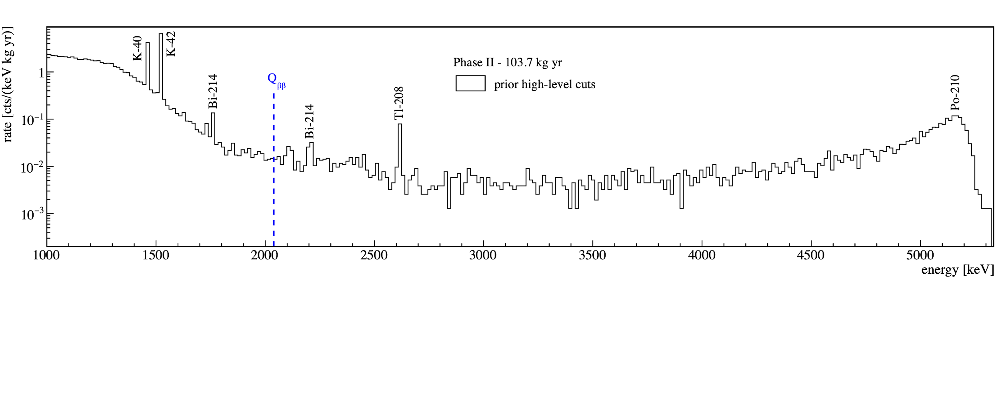 rate [cts/(keV kg yr)]
K-40
K-42
Phase II - 103.7 kg yr
prior high-level cuts
1
Bi-214
Qββ
Bi-214
Tl-208
Po-210
10−1
10−2
10−3
1000 1500 2000 2500 3000 3500 4000 4500 5000
energy [keV]